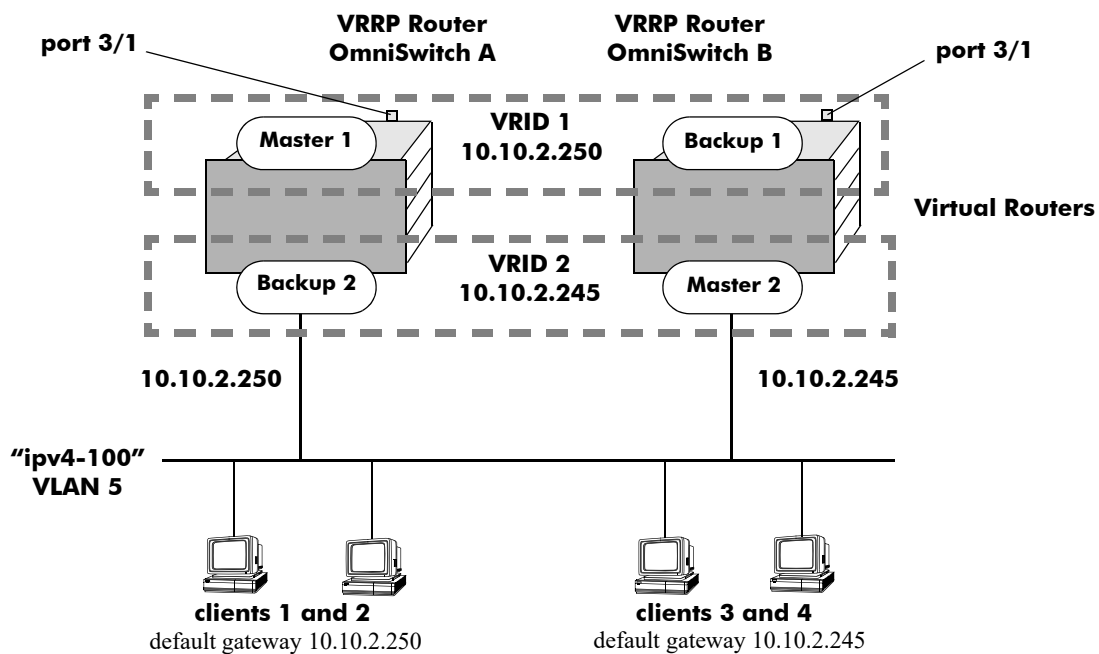 VRRP Router
OmniSwitch A
VRRP Router
OmniSwitch B
port 3/1
port 3/1
Master 1
VRID 1
10.10.2.250
Backup 1
Virtual Routers
Backup 2
VRID 2
10.10.2.245
Master 2
10.10.2.250
10.10.2.245
“ipv4-100”
VLAN 5
clients 1 and 2
default gateway 10.10.2.250
clients 3 and 4
default gateway 10.10.2.245